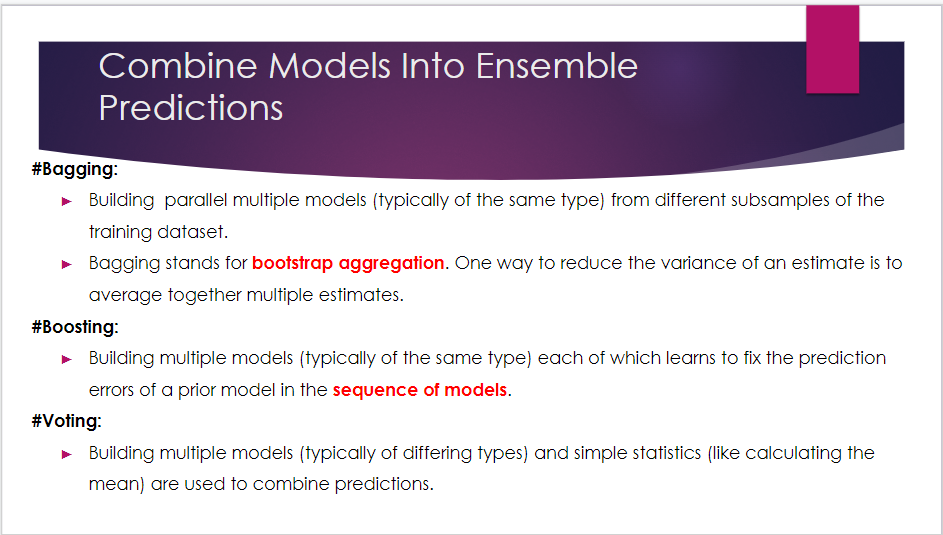 Combine Models Into Ensemble
Predictions
#Bagging:
Building  parallel multiple models (typically of the same type) from different subsamples of the
training dataset.
Bagging stands for bootstrap aggregation. One way to reduce the variance of an estimate is to
average together multiple estimates.
#Boosting:
Building multiple models (typically of the same type) each of which learns to fix the prediction
errors of a prior model in the sequence of models.
#Voting:
Building multiple models (typically of differing types) and simple statistics (like calculating the
mean) are used to combine predictions.